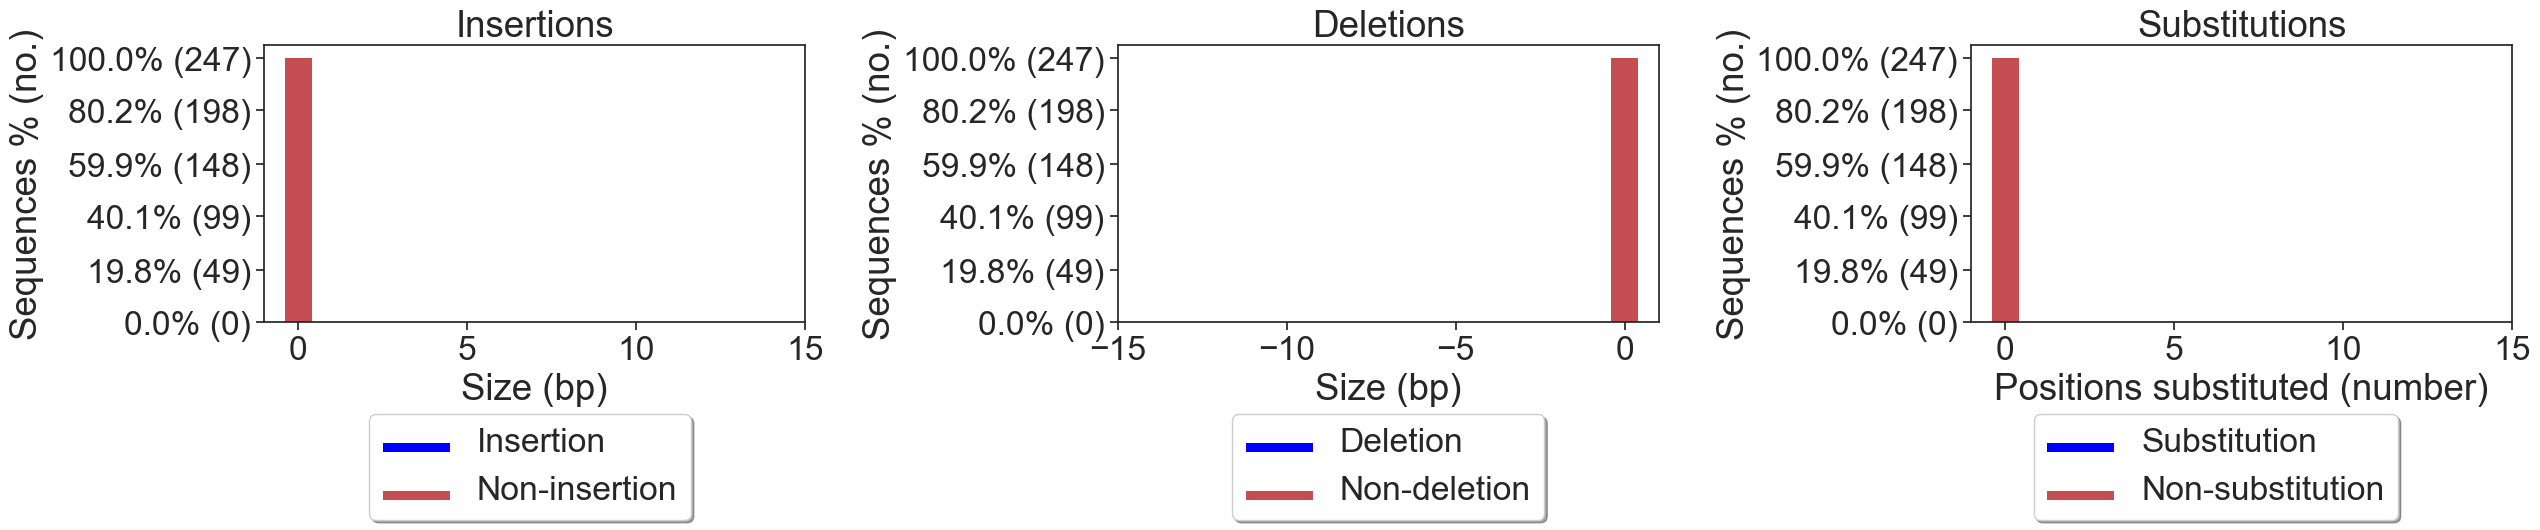 Insertions
Sequences % (no.)
100.0% (247)
80.2% (198)
59.9% (148)
40.1% (99)
19.8% (49)
0.0% (0)
0 5 10 15
Size (bp)
Insertion
Non-insertion
Deletions
Sequences % (no.)
100.0% (247)
80.2% (198)
59.9% (148)
40.1% (99)
19.8% (49)
0.0% (0)
−15 −10 −5 0
Size (bp)
Deletion
Non-deletion
Substitutions
Sequences % (no.)
100.0% (247)
80.2% (198)
59.9% (148)
40.1% (99)
19.8% (49)
0.0% (0)
0 5 10 15
Positions substituted (number)
Substitution
Non-substitution